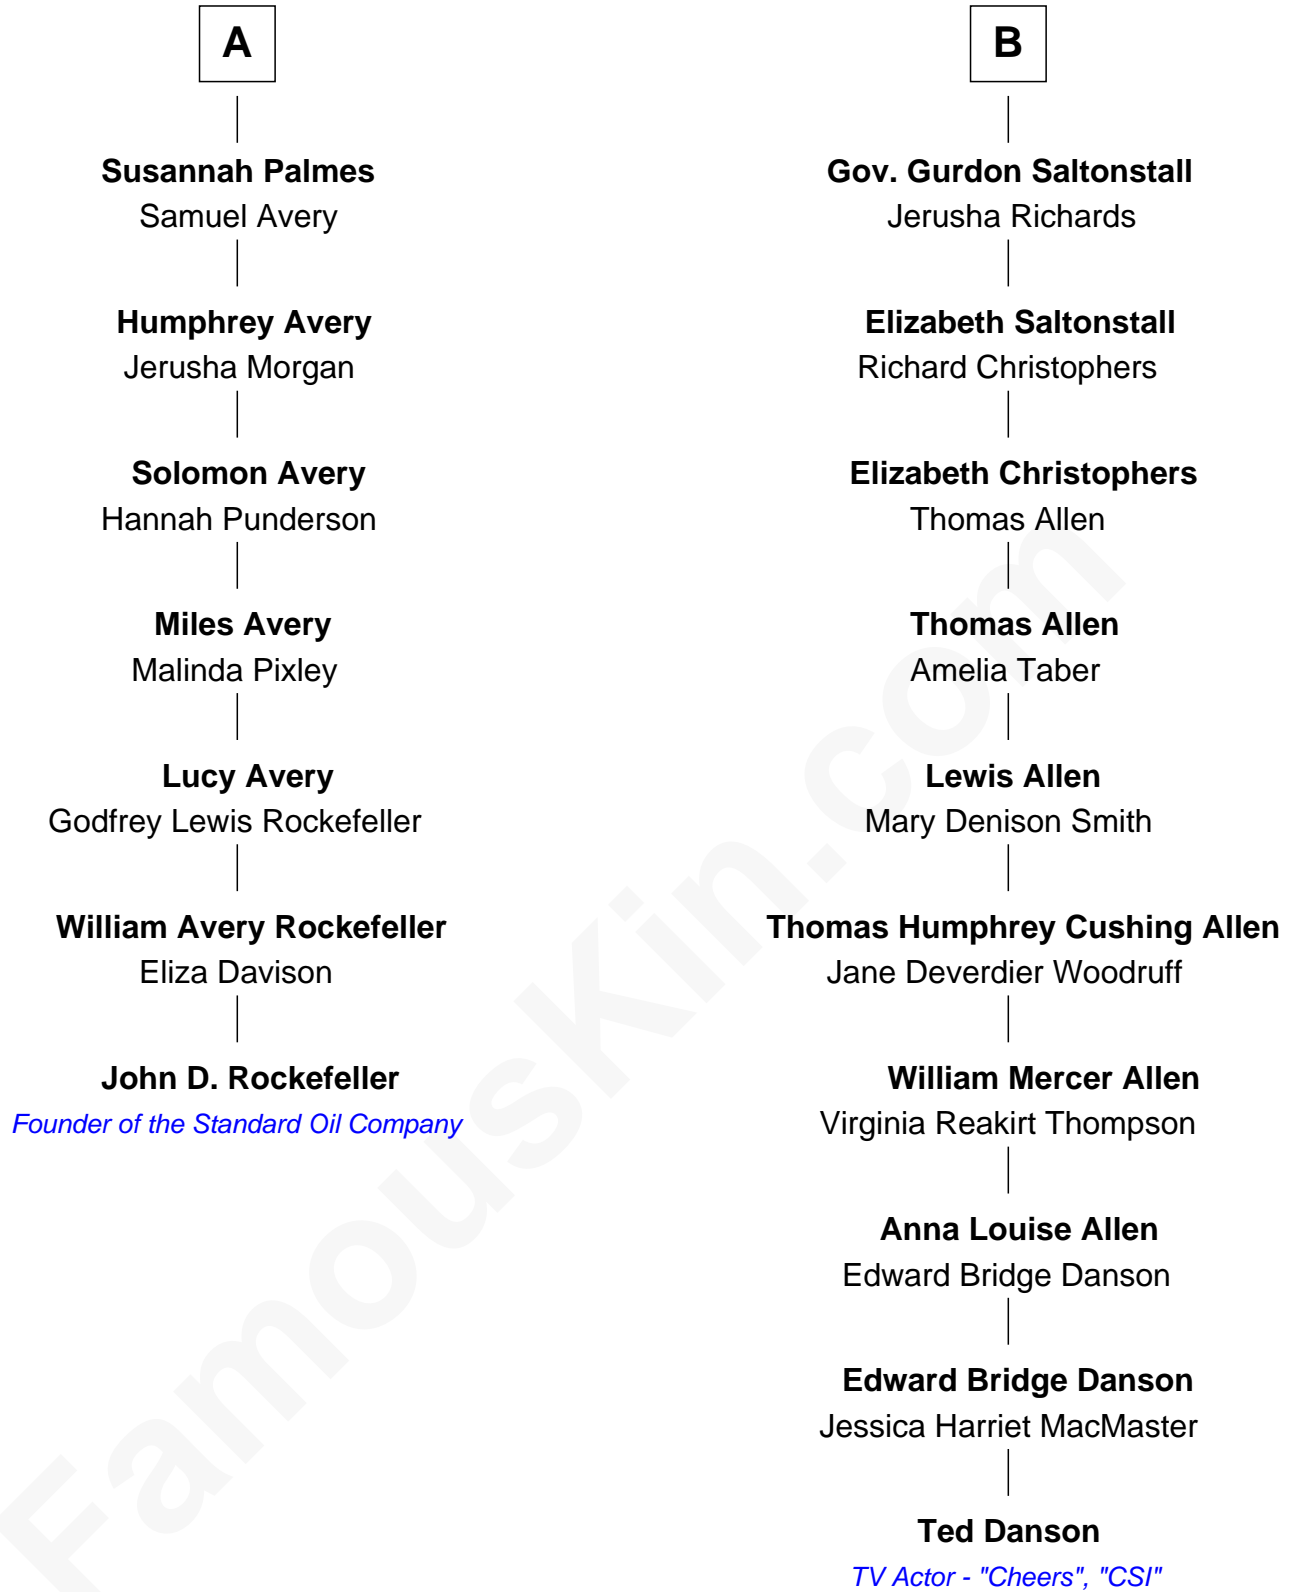 A
Susannah Palmes
Samuel Avery
Humphrey Avery
Jerusha Morgan
Solomon Avery
Hannah Punderson
Miles Avery
Malinda Pixley
Lucy Avery
Godfrey Lewis Rockefeller
William Avery Rockefeller
Eliza Davison
John D. Rockefeller
Founder of the Standard Oil Company
B
Gov. Gurdon Saltonstall
Jerusha Richards
Elizabeth Saltonstall
Richard Christophers
Elizabeth Christophers
Thomas Allen
Thomas Allen
Amelia Taber
Lewis Allen
Mary Denison Smith
Thomas Humphrey Cushing Allen
Jane Deverdier Woodruff
William Mercer Allen
Virginia Reakirt Thompson
Anna Louise Allen
Edward Bridge Danson
Edward Bridge Danson
Jessica Harriet MacMaster
Ted Danson
TV Actor - "Cheers", "CSI"
FamousKin.com